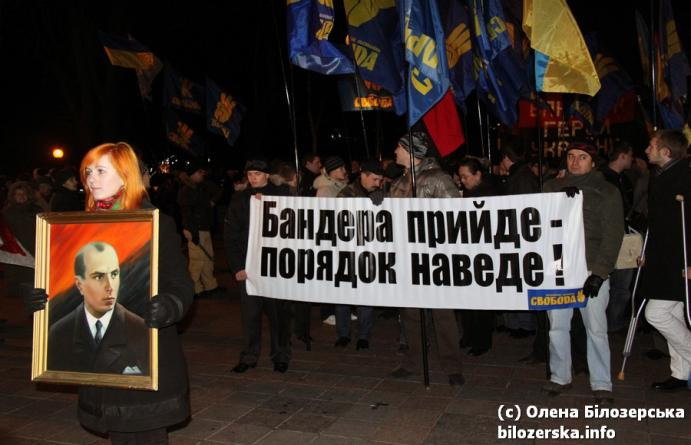 Бандера прийде -
порядок наведе!
СВОБОДА
(c) Олена Білозерська
bilozerska.info